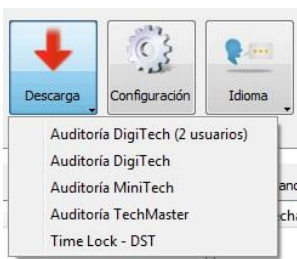 Descarga
Configuración
Idioma
Auditoría DigiTech (2 usuarios)
Auditoría DigiTech
Auditoría MiniTech
Auditoría TechMaster
Time Lock - DST